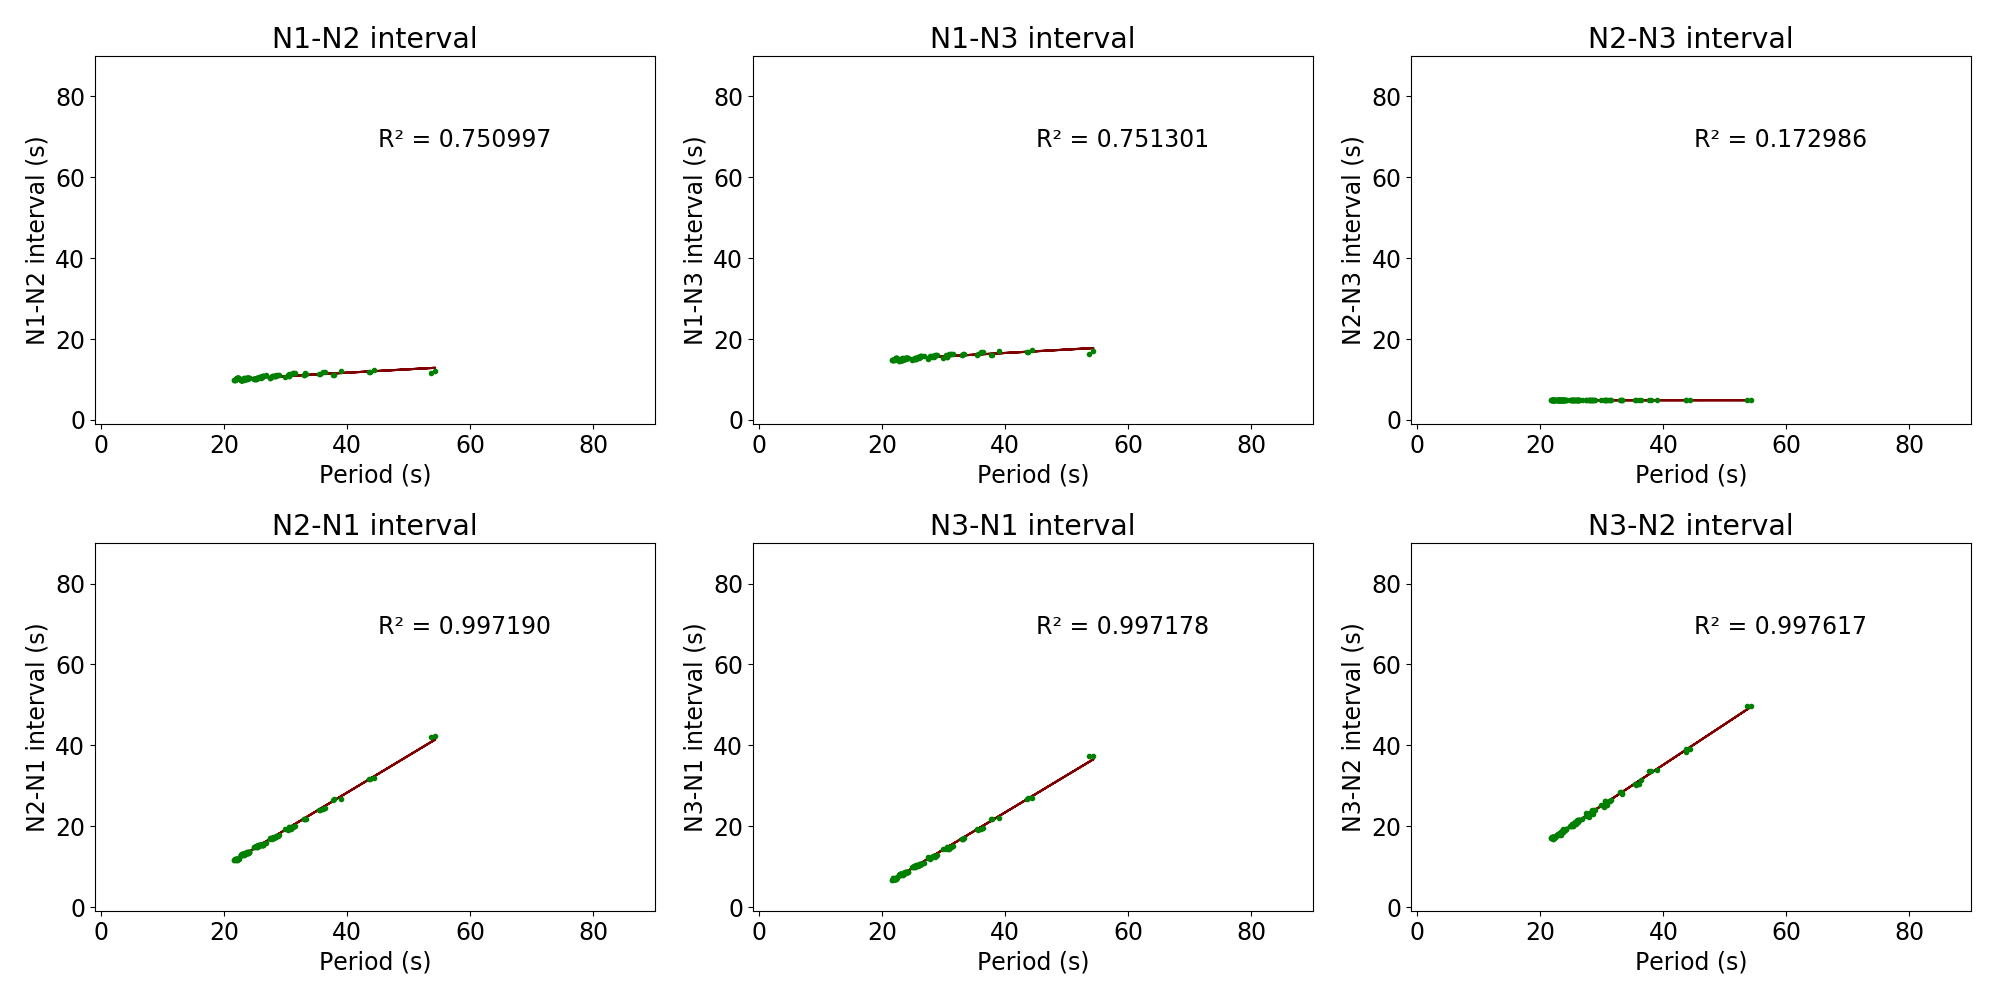 N1-N2 interval
N1-N2 interval (s)
80
60
40
20
0
R² = 0.750997
0 20 40 60 80
Period (s)
N1-N3 interval
N1-N3 interval (s)
80
60
40
20
0
R² = 0.751301
0 20 40 60 80
Period (s)
N2-N3 interval
N2-N3 interval (s)
80
60
40
20
0
R² = 0.172986
0 20 40 60 80
Period (s)
N2-N1 interval
N2-N1 interval (s)
80
60
40
20
0
R² = 0.997190
0 20 40 60 80
Period (s)
N3-N1 interval
N3-N1 interval (s)
80
60
40
20
0
R² = 0.997178
0 20 40 60 80
Period (s)
N3-N2 interval
N3-N2 interval (s)
80
60
40
20
0
R² = 0.997617
0 20 40 60 80
Period (s)